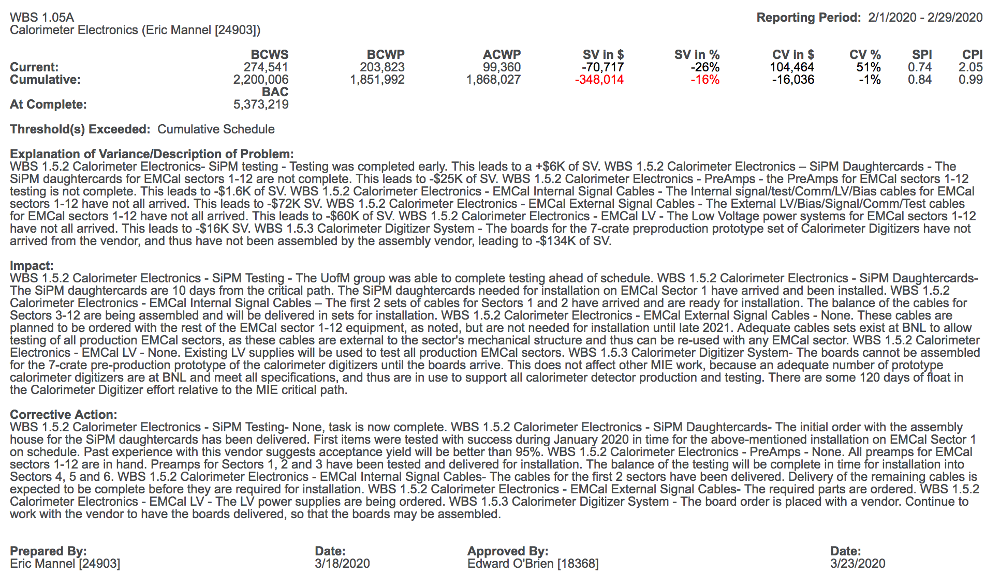 WBS 1.05A Reporting Period: 2/1/2020 - 2/29/2020
Calorimeter Electronics (Eric Mannel [24903])
BCWS BCWP ACWP SV in $ SV in % CV in $ CV % SPI CPI
Current: 274,541 203,823 99,360 -70,717 -26% 104,464 51% 0.74 2.05
Cumulative: 2,200,006 1,851,992 1,868,027 -348,014 -16% -16,036 -1% 0.84 0.99
BAC
At Complete: 5,373,219
Threshold(s) Exceeded: Cumulative Schedule
Explanation of Variance/Description of Problem:
WBS 1.5.2 Calorimeter Electronics- SiPM testing - Testing was completed early. This leads to a +$6K of SV. WBS 1.5.2 Calorimeter Electronics – SiPM Daughtercards - The
SiPM daughtercards for EMCal sectors 1-12 are not complete. This leads to -$25K of SV. WBS 1.5.2 Calorimeter Electronics - PreAmps - the PreAmps for EMCal sectors 1-12
testing is not complete. This leads to -$1.6K of SV. WBS 1.5.2 Calorimeter Electronics - EMCal Internal Signal Cables - The Internal signal/test/Comm/LV/Bias cables for EMCal
sectors 1-12 have not all arrived. This leads to -$72K SV. WBS 1.5.2 Calorimeter Electronics - EMCal External Signal Cables - The External LV/Bias/Signal/Comm/Test cables
for EMCal sectors 1-12 have not all arrived. This leads to -$60K of SV. WBS 1.5.2 Calorimeter Electronics - EMCal LV - The Low Voltage power systems for EMCal sectors 1-12
have not all arrived. This leads to -$16K SV. WBS 1.5.3 Calorimeter Digitizer System - The boards for the 7-crate preproduction prototype set of Calorimeter Digitizers have not
arrived from the vendor, and thus have not been assembled by the assembly vendor, leading to -$134K of SV.
Impact:
WBS 1.5.2 Calorimeter Electronics - SiPM Testing - The UofM group was able to complete testing ahead of schedule. WBS 1.5.2 Calorimeter Electronics - SiPM Daughtercards-
The SiPM daughtercards are 10 days from the critical path. The SiPM daughtercards needed for installation on EMCal Sector 1 have arrived and been installed. WBS 1.5.2
Calorimeter Electronics - EMCal Internal Signal Cables – The first 2 sets of cables for Sectors 1 and 2 have arrived and are ready for installation. The balance of the cables for
Sectors 3-12 are being assembled and will be delivered in sets for installation. WBS 1.5.2 Calorimeter Electronics - EMCal External Signal Cables - None. These cables are
planned to be ordered with the rest of the EMCal sector 1-12 equipment, as noted, but are not needed for installation until late 2021. Adequate cables sets exist at BNL to allow
testing of all production EMCal sectors, as these cables are external to the sector's mechanical structure and thus can be re-used with any EMCal sector. WBS 1.5.2 Calorimeter
Electronics - EMCal LV - None. Existing LV supplies will be used to test all production EMCal sectors. WBS 1.5.3 Calorimeter Digitizer System- The boards cannot be assembled
for the 7-crate pre-production prototype of the calorimeter digitizers until the boards arrive. This does not affect other MIE work, because an adequate number of prototype
calorimeter digitizers are at BNL and meet all specifications, and thus are in use to support all calorimeter detector production and testing. There are some 120 days of float in
the Calorimeter Digitizer effort relative to the MIE critical path.
Corrective Action:
WBS 1.5.2 Calorimeter Electronics - SiPM Testing- None, task is now complete. WBS 1.5.2 Calorimeter Electronics - SiPM Daughtercards- The initial order with the assembly
house for the SiPM daughtercards has been delivered. First items were tested with success during January 2020 in time for the above-mentioned installation on EMCal Sector 1
on schedule. Past experience with this vendor suggests acceptance yield will be better than 95%. WBS 1.5.2 Calorimeter Electronics - PreAmps - None. All preamps for EMCal
sectors 1-12 are in hand. Preamps for Sectors 1, 2 and 3 have been tested and delivered for installation. The balance of the testing will be complete in time for installation into
Sectors 4, 5 and 6. WBS 1.5.2 Calorimeter Electronics - EMCal Internal Signal Cables- The cables for the first 2 sectors have been delivered. Delivery of the remaining cables is
expected to be complete before they are required for installation. WBS 1.5.2 Calorimeter Electronics - EMCal External Signal Cables- The required parts are ordered. WBS 1.5.2
Calorimeter Electronics - EMCal LV - The LV power supplies are being ordered. WBS 1.5.3 Calorimeter Digitizer System - The board order is placed with a vendor. Continue to
work with the vendor to have the boards delivered, so that the boards may be assembled.
Prepared By: Date: Approved By: Date:
Eric Mannel [24903] 3/18/2020 Edward O'Brien [18368] 3/23/2020